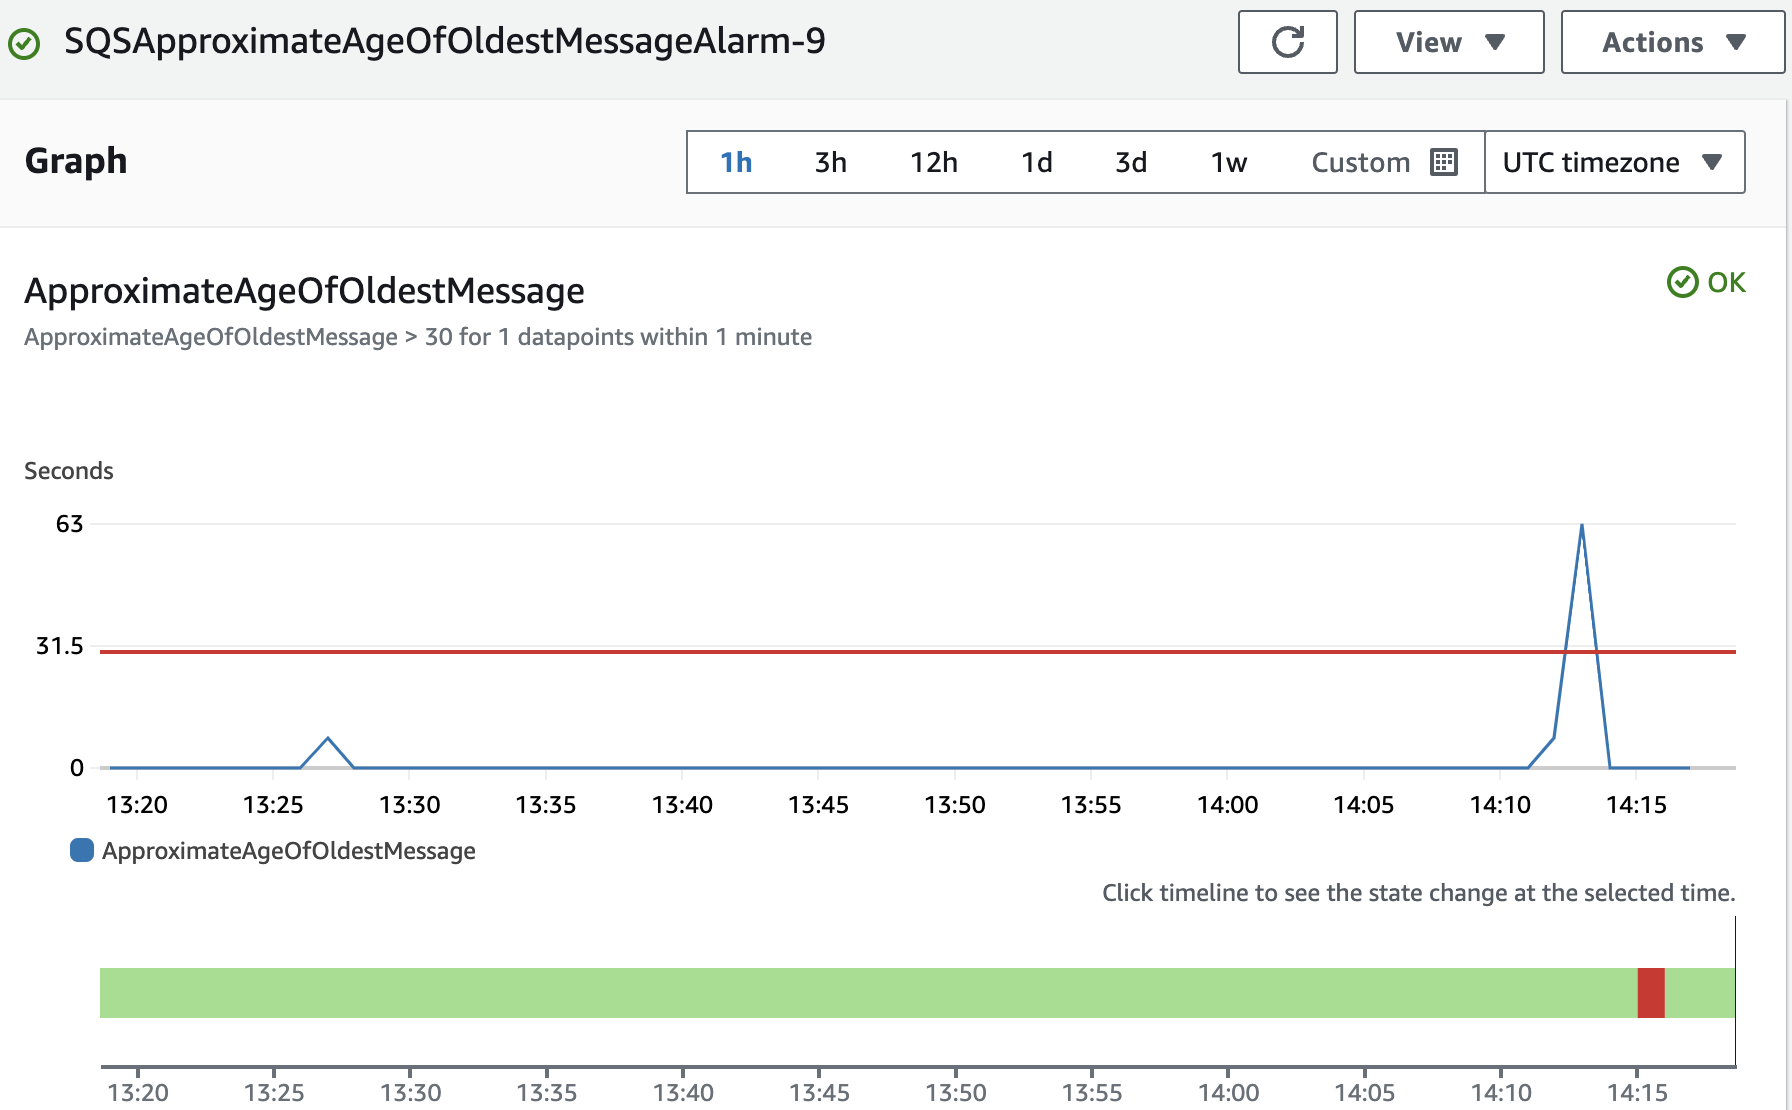 SQSApproximateAgeOfOldestMessageAlarm-9
View
Actions
Graph
1h 3h 12h 1d 3d 1w Custom
UTC timezone
ApproximateAgeOfOldestMessage
OK
ApproximateAgeOfOldestMessage > 30 for 1 datapoints within 1 minute
Seconds
63
31.5
0
13:20 13:25 13:30 13:35 13:40 13:45 13:50 13:55 14:00 14:05 14:10 14:15
ApproximateAgeOfOldestMessage
Click timeline to see the state change at the selected time.
13:20 13:25 13:30 13:35 13:40 13:45 13:50 13:55 14:00 14:05 14:10 14:15